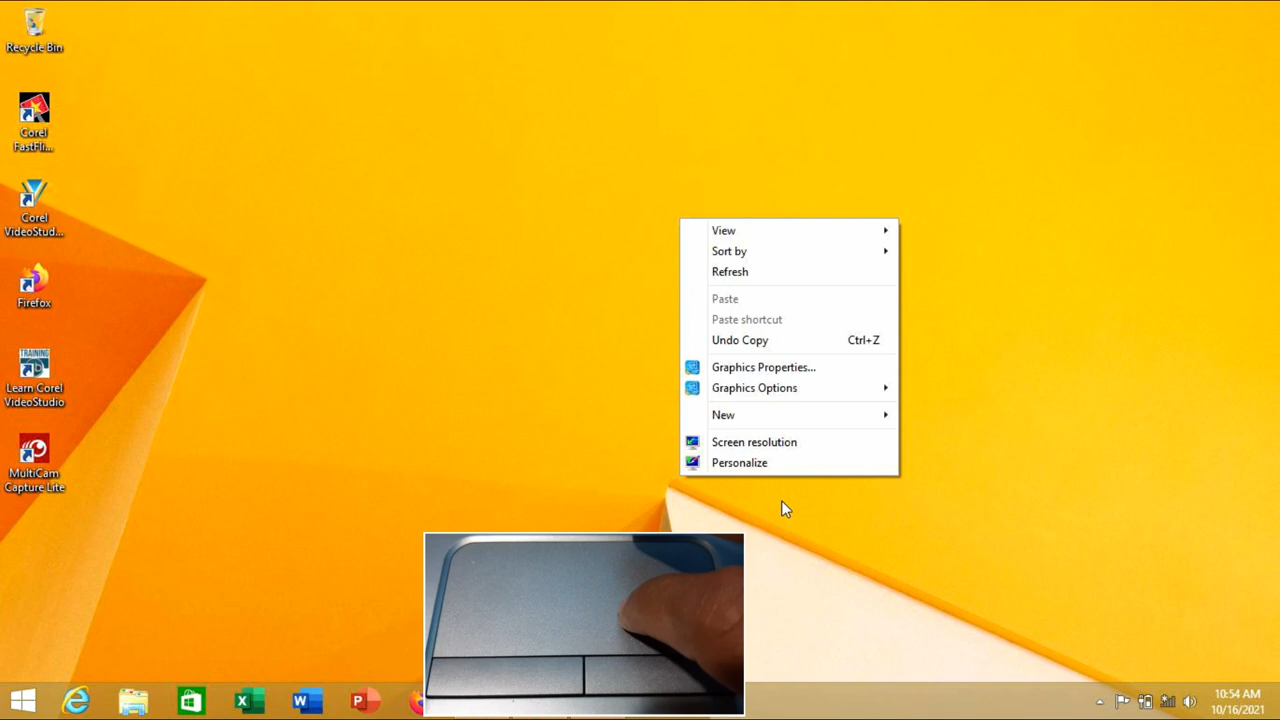 Recycle Bin
Corel
FastFli...
Corel
VideoStud...
Firefox
TRAINING
Learn Corel
VideoStudio
MultiCam
Capture Lite
View
Sort by
Refresh
Paste
Paste shortcut
Undo Copy Ctrl+Z
Graphics Properties...
Graphics Options
New
Screen resolution
Personalize
10:54 AM
10/16/2021